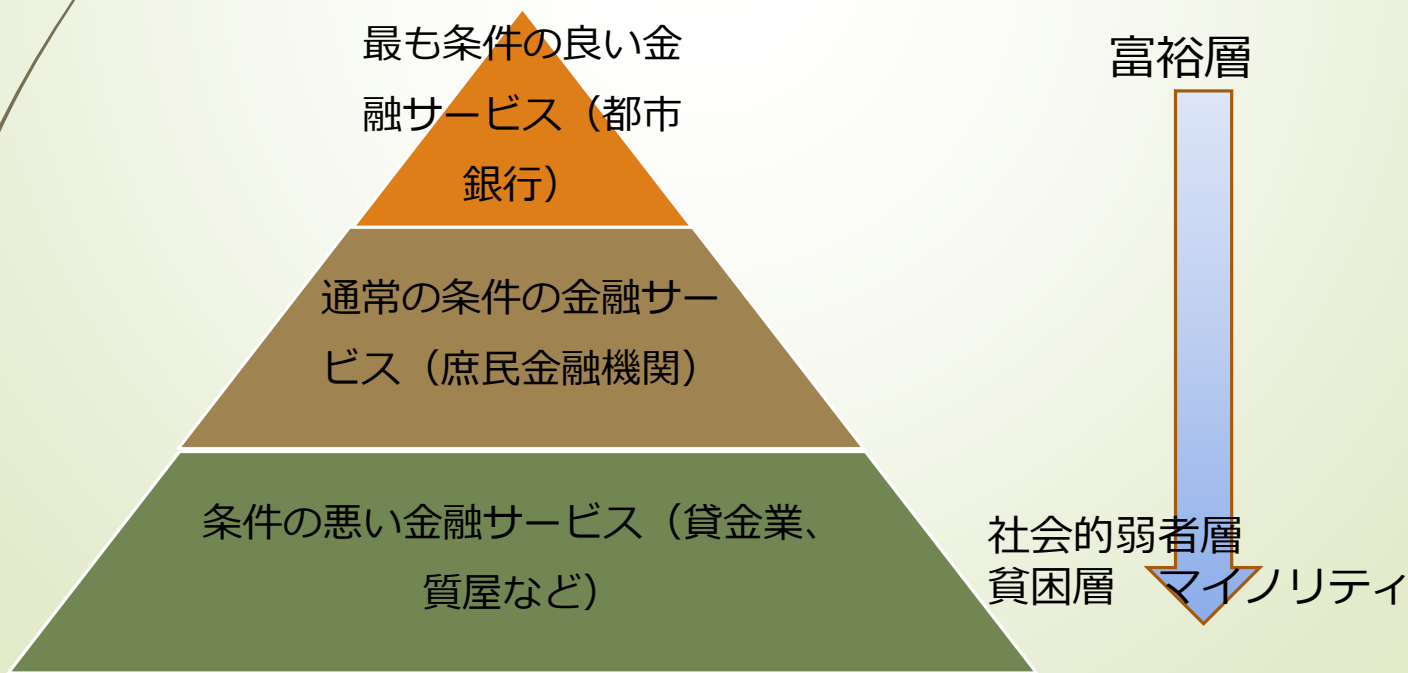 最も条件の良い金
融サービス（都市
銀行）
富裕層
通常の条件の金融サー
ビス（庶民金融機関）
条件の悪い金融サービス（貸金業、
質屋など）
社会的弱者層
貧困層　マイノリティ